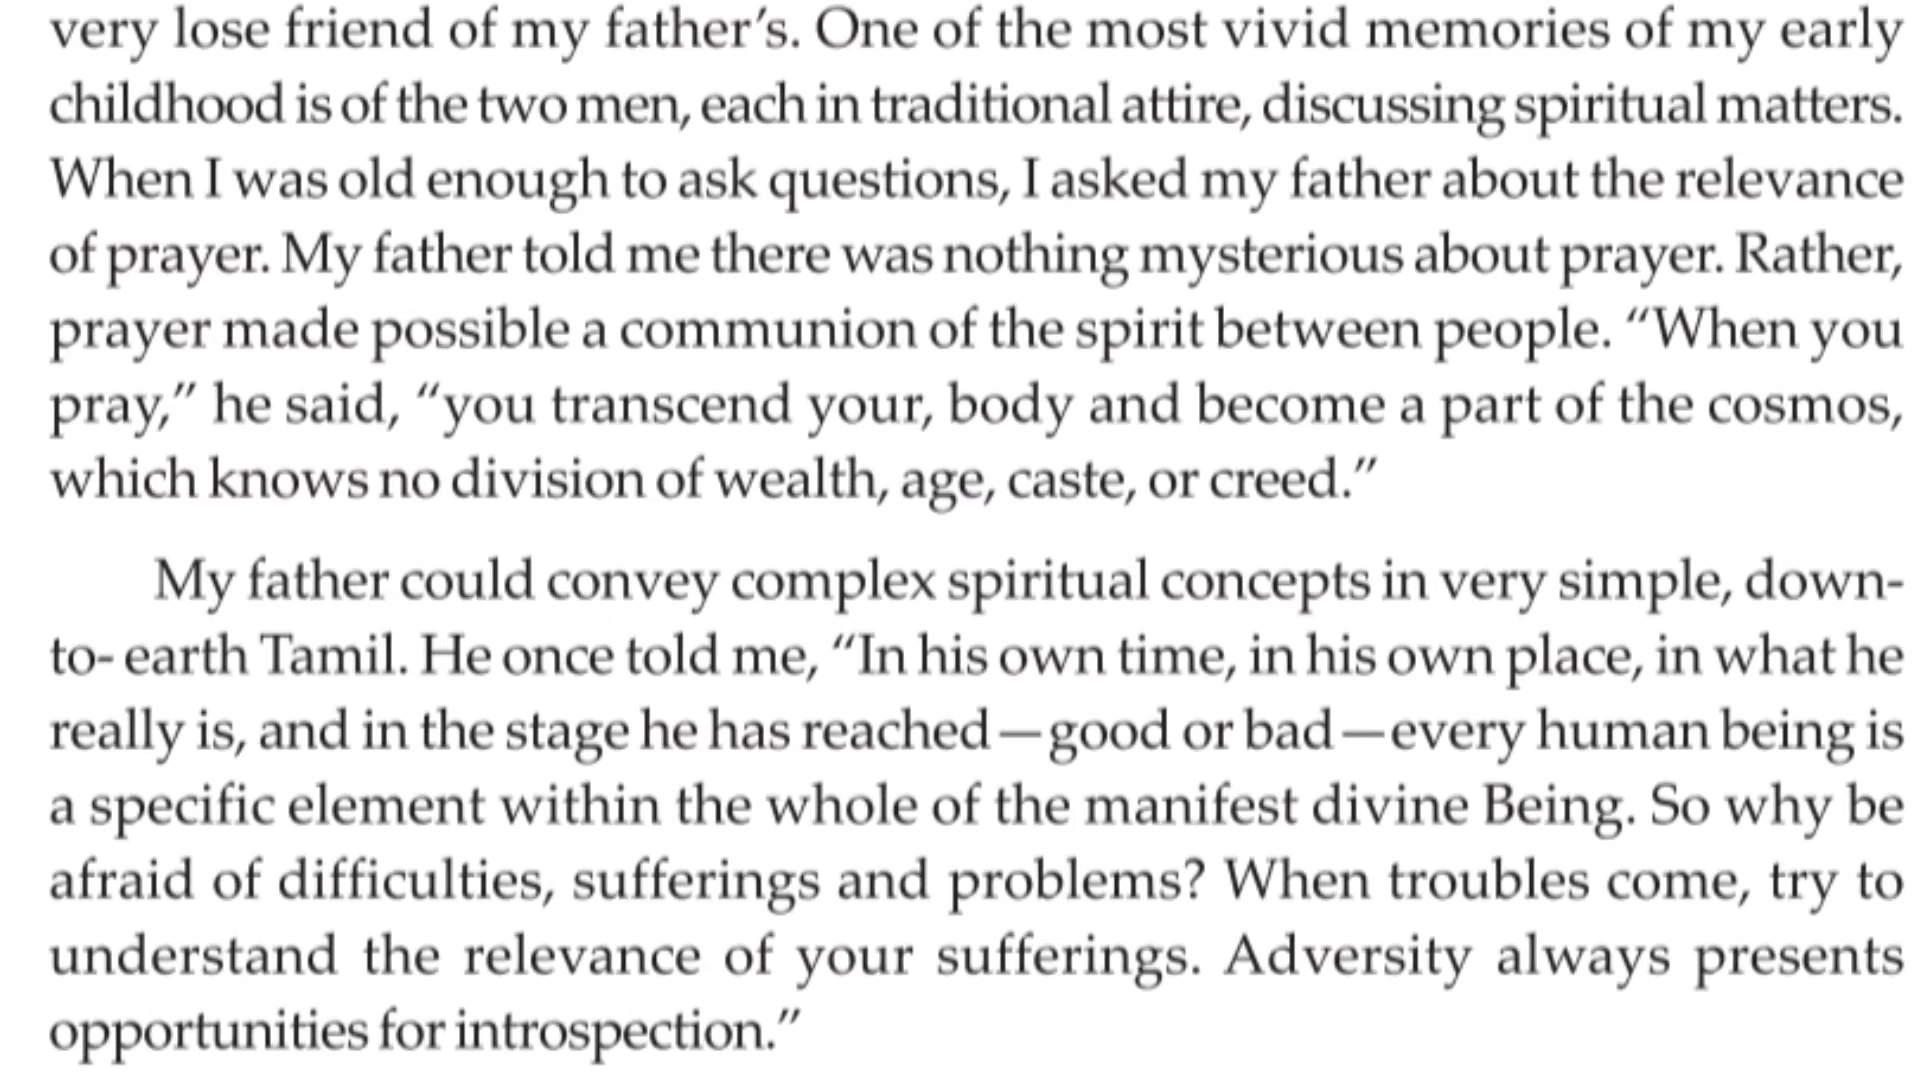 very lose friend of my father’s. One of the most vivid memories of my early
childhood is of the two men, each in traditional attire, discussing spiritual matters.
When I was old enough to ask questions, I asked my father about the relevance
of prayer. My father told me there was nothing mysterious about prayer. Rather,
prayer made possible a communion of the spirit between people. “When you
pray,” he said, “you transcend your, body and become a part of the cosmos,
which knows no division of wealth, age, caste, or creed.”
My father could convey complex spiritual concepts in very simple, down-
to- earth Tamil. He once told me, “In his own time, in his own place, in what he
really is, and in the stage he has reached—good or bad—every human being is
a specific element within the whole of the manifest divine Being. So why be
afraid of difficulties, sufferings and problems? When troubles come, try to
understand the relevance of your sufferings. Adversity always presents
opportunities for introspection.”